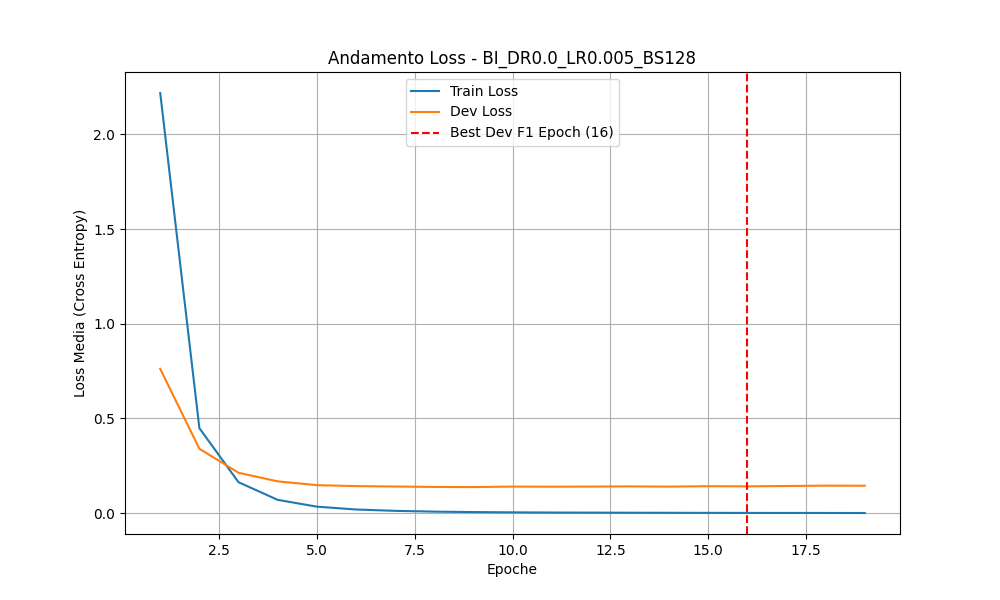 Andamento Loss - BI_DR0.0_LR0.005_BS128
Train Loss
Dev Loss
Best Dev F1 Epoch (16)
Loss Media (Cross Entropy)
2.0
1.5
1.0
0.5
0.0
2.5 5.0 7.5 10.0 12.5 15.0 17.5
Epoche